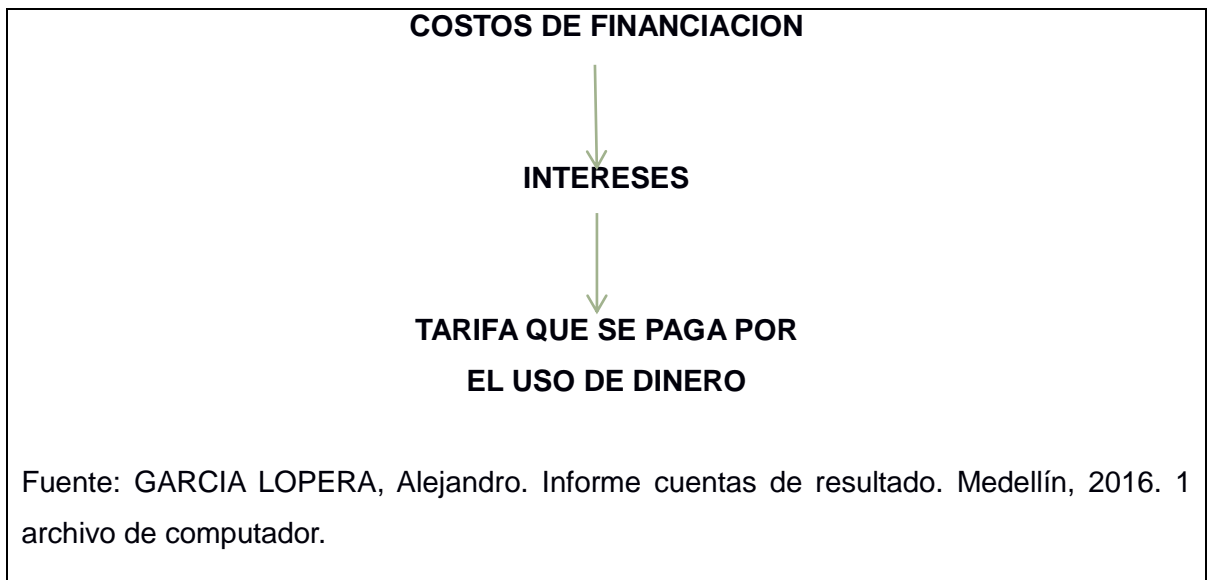 COSTOS DE FINANCIACION
INTERESES
TARIFA QUE SE PAGA POR
EL USO DE DINERO
Fuente: GARCIA LOPERA, Alejandro. Informe cuentas de resultado. Medellín, 2016. 1
archivo de computador.